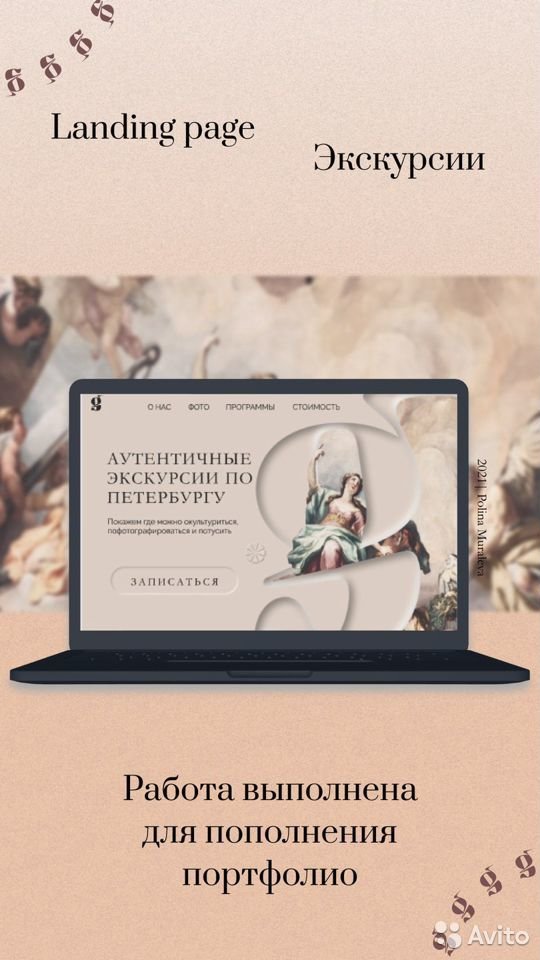 g g g g
Landing page
Экскурсии
g
О НАС ФОТО ПРОГРАММЫ СТОИМОСТЬ
АУТЕНТИЧНЫЕ
ЭКСКУРСИИ ПО
ПЕТЕРБУРГУ
Покажем где можно окультуриться,
пофотографироваться и потусить
ЗАПИСАТЬСЯ
2021 | Polina Muraleva
Работа выполнена
для пополнения
портфолио
g g g g
Avito